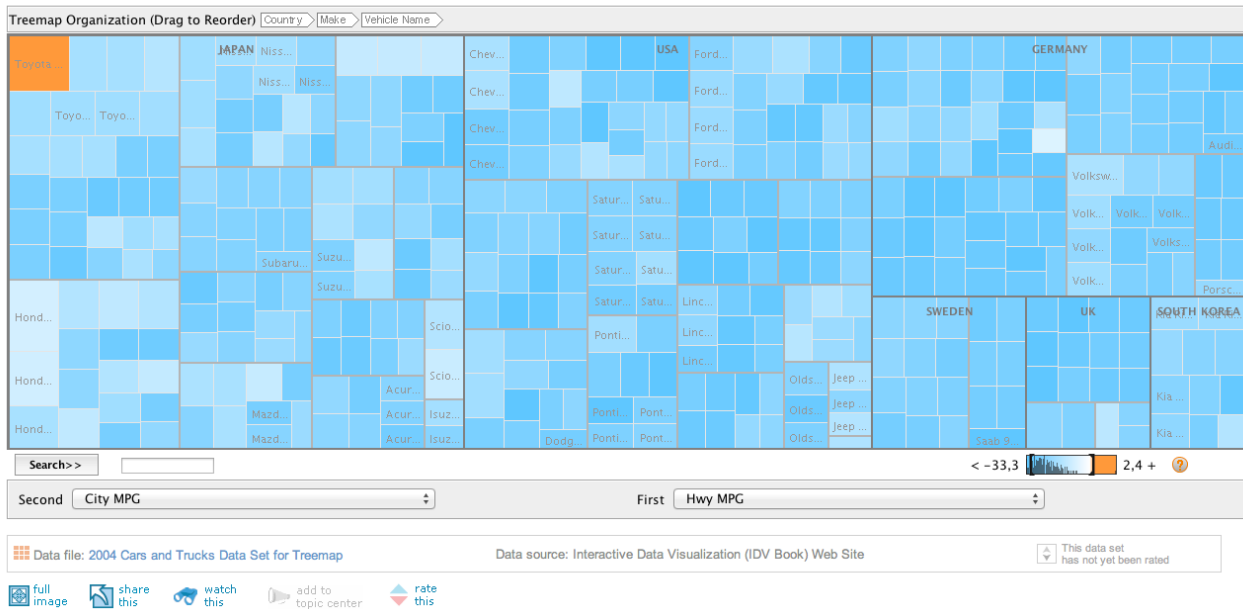 Treemap Organization (Drag to Reorder) Country Make Vehicle Name
JAPAN USA GERMANY
Toyota ... Niss... Chev... Ford...
Niss... Niss... Chev... Ford...
Toyo... Toyo... Chev... Ford...
Chev... Ford... Audi...
Volksw...
Satur... Satu... Volk... Volk... Volk...
Satur... Satu... Volk... Volks...
Subaru... Suzu... Satur... Satu... Volk...
Suzu... Satur... Satu... Linc... Porsc...
SWEDEN UK SOUTH KOREA
Hond... Scio... Ponti... Linc...
Linc...
Hond... Scio... Olds... Jeep ...
Acur... Kia ...
Mazd... Acur... Isuz... Ponti... Pont... Olds... Jeep ...
Hond... Jeep ... Kia ...
Mazd... Acur... Isuz... Dodg... Ponti... Pont... Olds... Saab 9...
Search>> < -33,3 2,4 + ?
Second City MPG First Hwy MPG
Data file: 2004 Cars and Trucks Data Set for Treemap Data source: Interactive Data Visualization (IDV Book) Web Site This data set
has not yet been rated
full image share this watch this add to topic center rate this